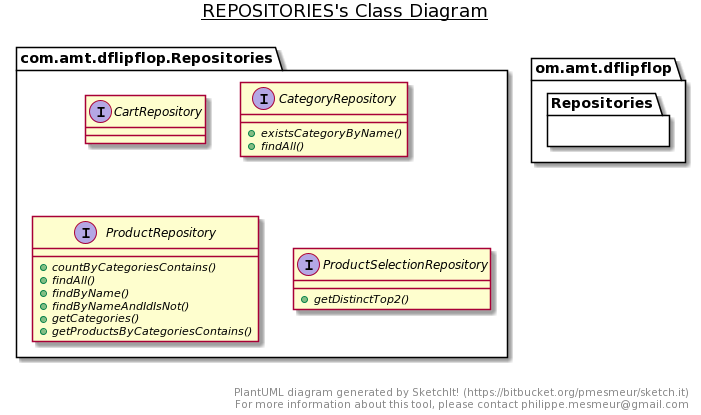 REPOSITORIES's Class Diagram
com.amt.dflipflop.Repositories
I CartRepository
I CategoryRepository
existsCategoryByName()
findAll()
I ProductRepository
countByCategoriesContains()
findAll()
findByName()
findByNameAndIdIsNot()
getCategories()
getProductsByCategoriesContains()
I ProductSelectionRepository
getDistinctTop2()
om.amt.dflipflop
Repositories
PlantUML diagram generated by SketchIt! (https://bitbucket.org/pmesmeur/sketch.it)
For more information about this tool, please contact philippe.mesmeur@gmail.com